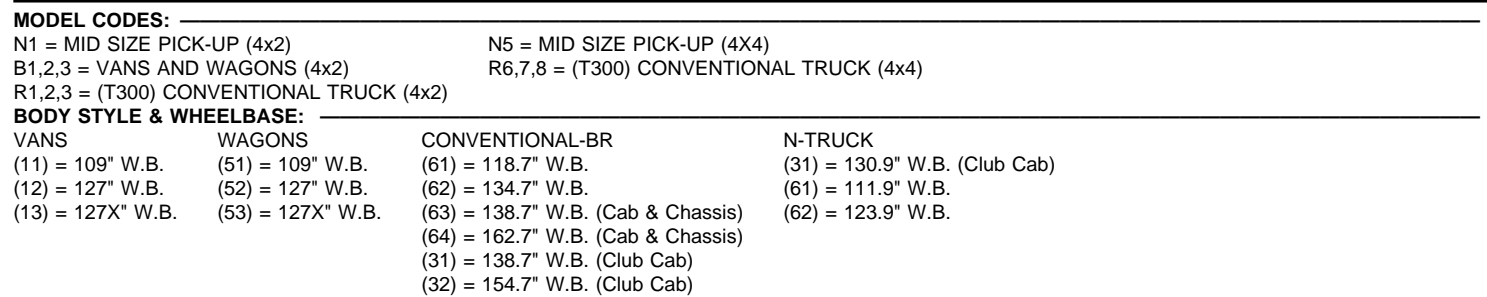 MODEL CODES:
N1 = MID SIZE PICK-UP (4x2) N5 = MID SIZE PICK-UP (4X4)
B1,2,3 = VANS AND WAGONS (4x2) R6,7,8 = (T300) CONVENTIONAL TRUCK (4x4)
R1,2,3 = (T300) CONVENTIONAL TRUCK (4x2)
BODY STYLE & WHEELBASE:
VANS WAGONS CONVENTIONAL-BR N-TRUCK
(11) = 109" W.B. (51) = 109" W.B. (61) = 118.7" W.B. (31) = 130.9" W.B. (Club Cab)
(12) = 127" W.B. (52) = 127" W.B. (62) = 134.7" W.B. (61) = 111.9" W.B.
(13) = 127X" W.B. (53) = 127X" W.B. (63) = 138.7" W.B. (Cab & Chassis) (62) = 123.9" W.B.
(64) = 162.7" W.B. (Cab & Chassis)
(31) = 138.7" W.B. (Club Cab)
(32) = 154.7" W.B. (Club Cab)